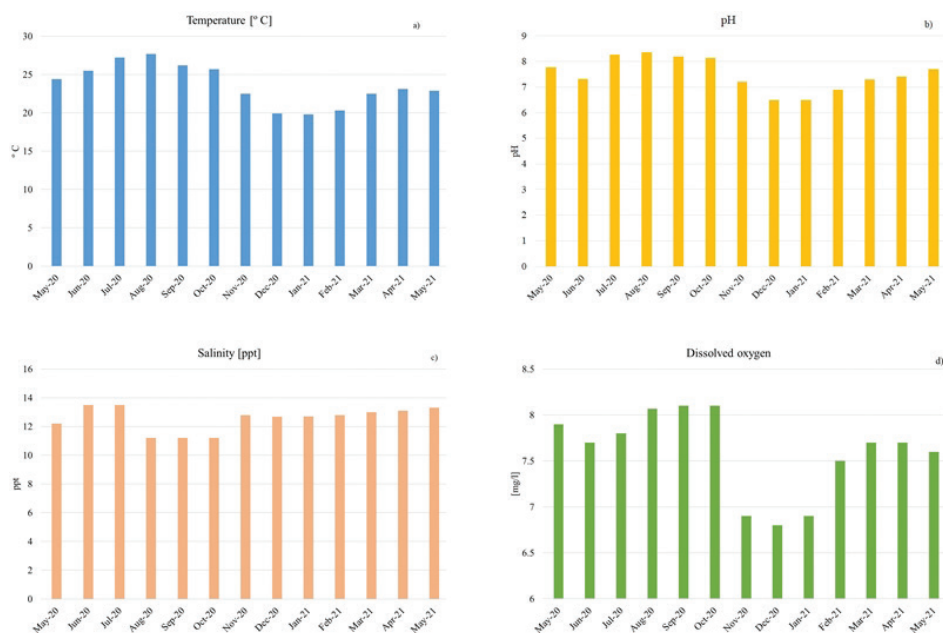 Temperature [º C]
a)
30
25
20
15
10
5
0
º C
May-20 Jun-20 Jul-20 Aug-20 Sep-20 Oct-20 Nov-20 Dec-20 Jan-21 Feb-21 Mar-21 Apr-21 May-21
pH
b)
9
8
7
6
5
4
3
2
1
0
pH
May-20 Jun-20 Jul-20 Aug-20 Sep-20 Oct-20 Nov-20 Dec-20 Jan-21 Feb-21 Mar-21 Apr-21 May-21
Salinity [ppt]
c)
16
14
12
10
8
6
4
2
0
ppt
May-20 Jun-20 Jul-20 Aug-20 Sep-20 Oct-20 Nov-20 Dec-20 Jan-21 Feb-21 Mar-21 Apr-21 May-21
Dissolved oxygen
d)
8.5
8
7.5
7
6.5
6
[mg/l]
May-20 Jun-20 Jul-20 Aug-20 Sep-20 Oct-20 Nov-20 Dec-20 Jan-21 Feb-21 Mar-21 Apr-21 May-21